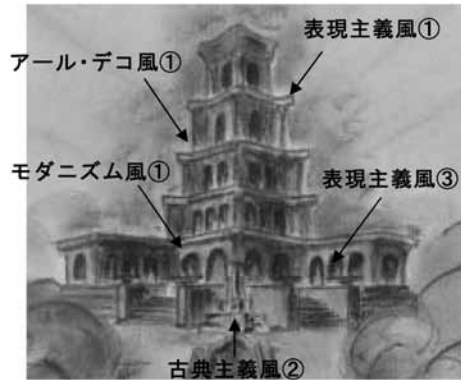 表現主義風①
アール・デコ風①
モダニズム風①
表現主義風③
古典主義風②